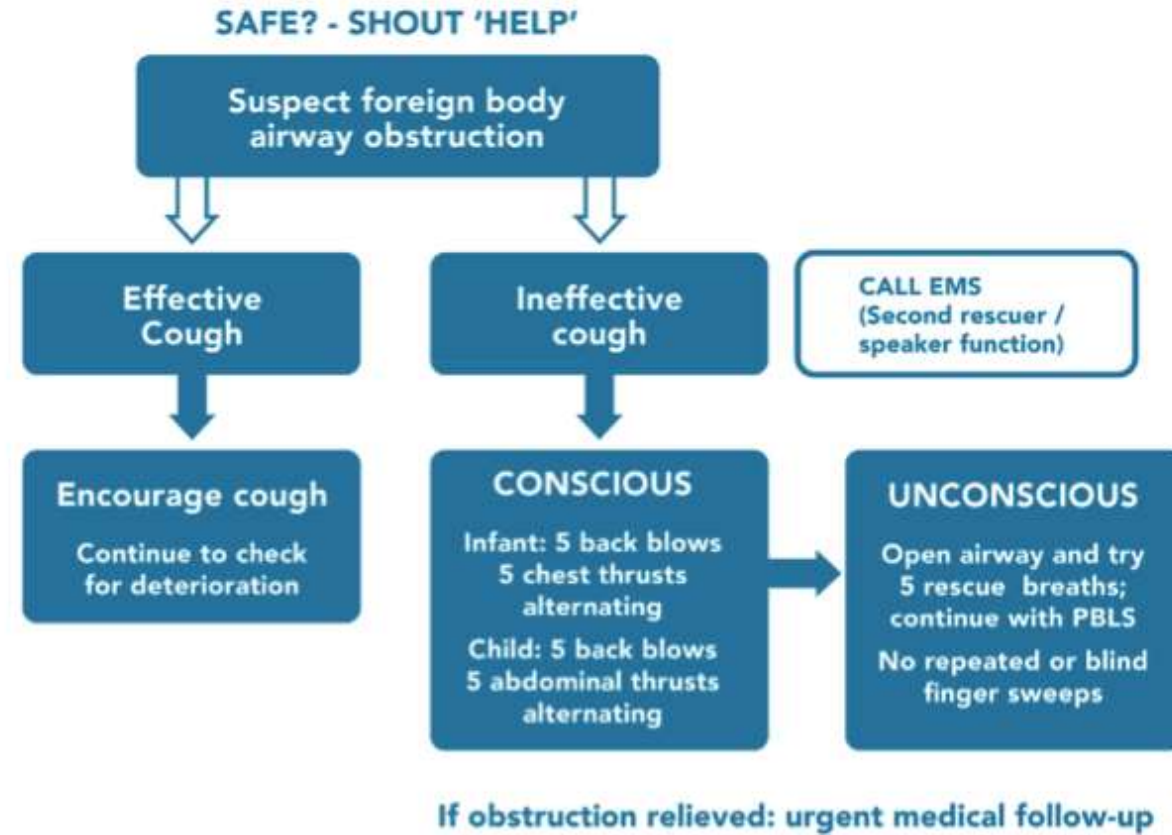 SAFE? - SHOUT 'HELP'
Suspect foreign body
airway obstruction
Effective
Cough
Ineffective
cough
CALL EMS
(Second rescuer /
speaker function)
Encourage cough
Continue to check
for deterioration
CONSCIOUS
Infant: 5 back blows
5 chest thrusts
alternating
Child: 5 back blows
5 abdominal thrusts
alternating
UNCONSCIOUS
Open airway and try
5 rescue breaths;
continue with PBLS
No repeated or blind
finger sweeps
If obstruction relieved: urgent medical follow-up